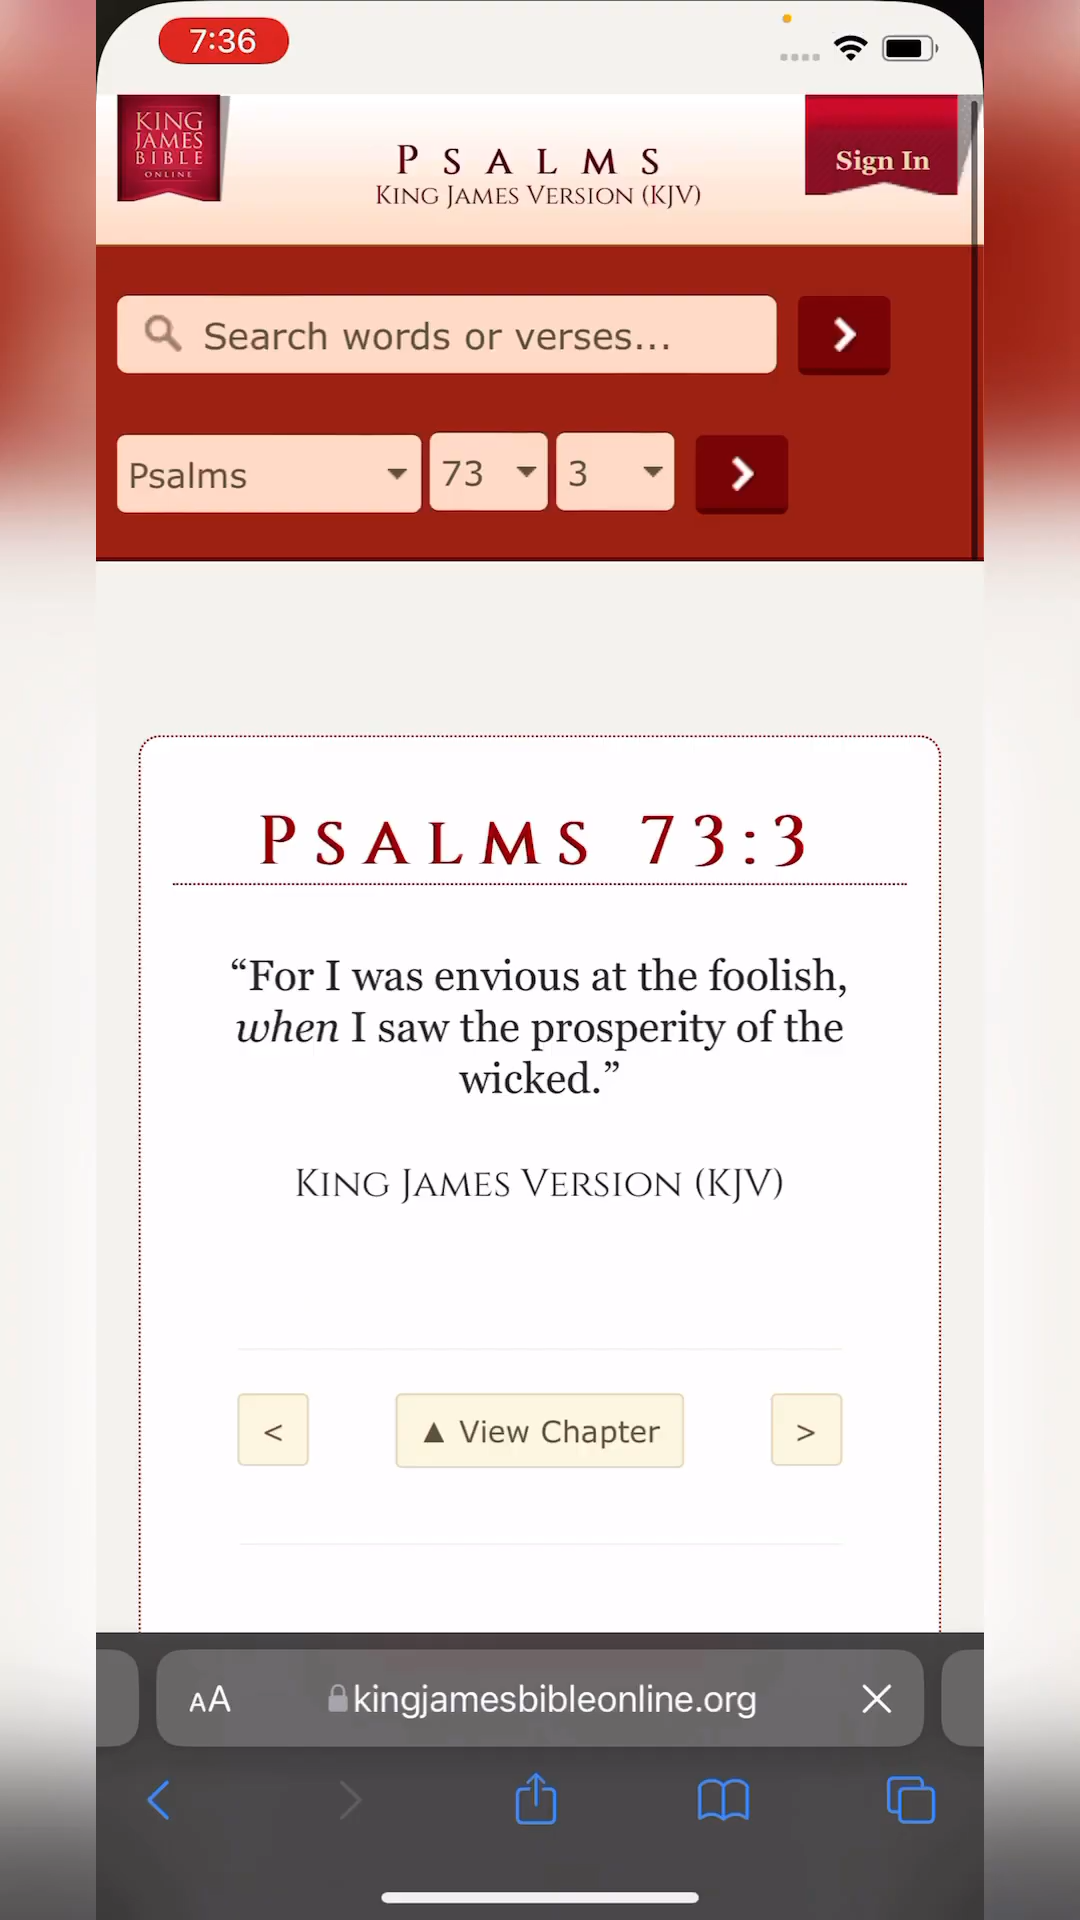 7:36
KING
JAMES
BIBLE
ONLINE
PSALMS
KING JAMES VERSION (KJV)
Sign In
Search words or verses...
Psalms
73
3
PSALMS 73:3
“For I was envious at the foolish,
when I saw the prosperity of the
wicked.”
KING JAMES VERSION (KJV)
<
▲ View Chapter
>
AA
kingjamesbibleonline.org